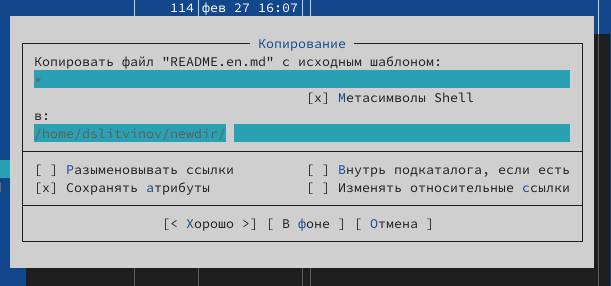 114 фев 27 16:07
Копирование
Копировать файл "README.en.md" с исходным шаблоном:
*
[x] Метасимволы Shell
в:
/home/dslitvinov/newdir/
[ ] Разыменовывать ссылки [ ] Внутрь подкаталога, если есть
[x] Сохранять атрибуты [ ] Изменять относительные ссылки
[< Хорошо >] [ В фоне ] [ Отмена ]